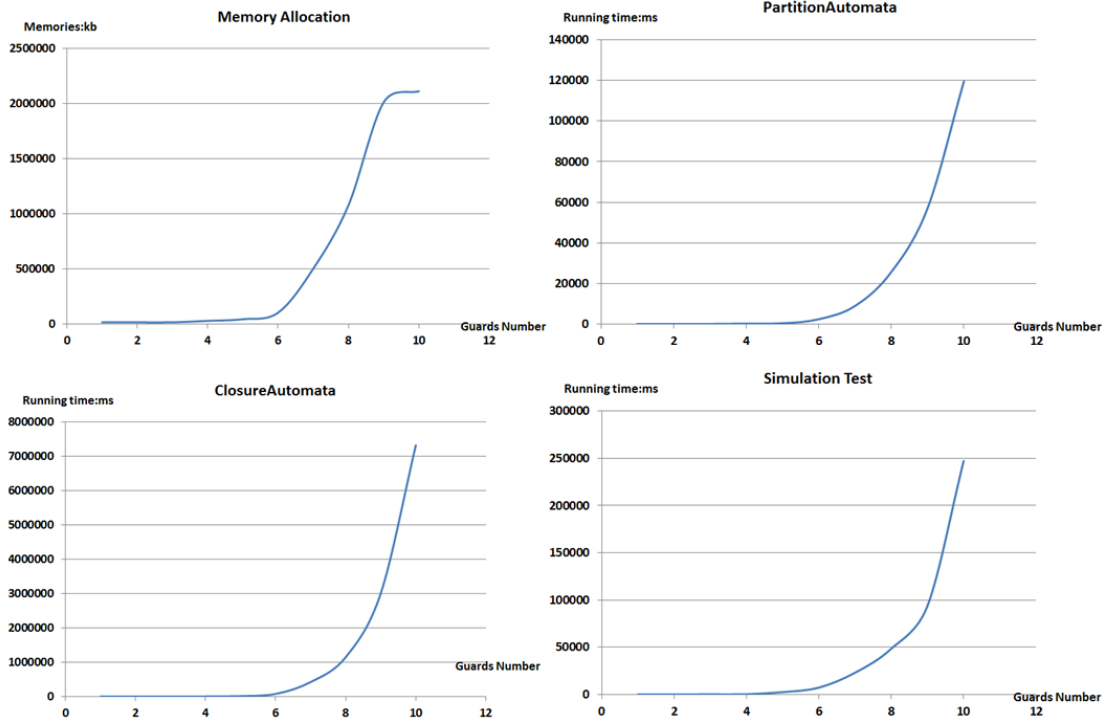 Memory Allocation
Memories:kb
2500000
2000000
1500000
1000000
500000
0
0 2 4 6 8 10 12
Guards Number
PartitionAutomata
Running time:ms
140000
120000
100000
80000
60000
40000
20000
0
0 2 4 6 8 10 12
Guards Number
ClosureAutomata
Running time:ms
8000000
7000000
6000000
5000000
4000000
3000000
2000000
1000000
0
0 2 4 6 8 10 12
Guards Number
Simulation Test
Running time:ms
300000
250000
200000
150000
100000
50000
0
0 2 4 6 8 10 12
Guards Number